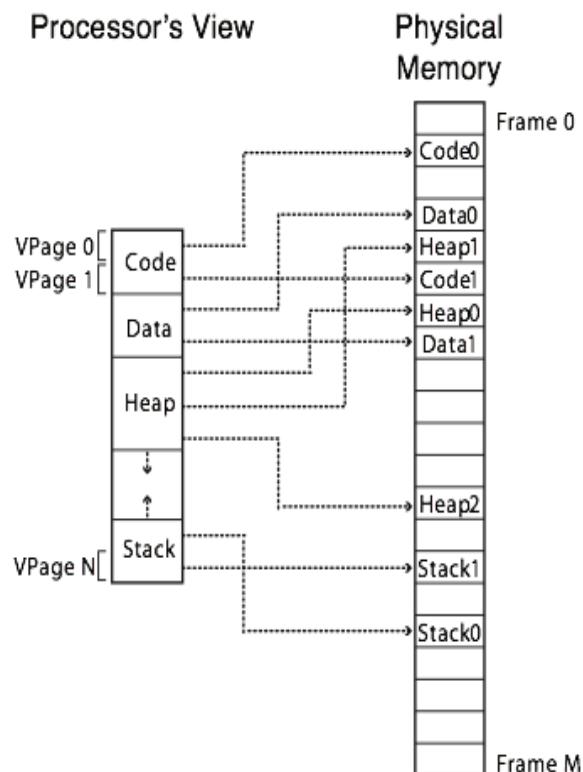 Processor's View
Physical
Memory
Frame 0
Code0
Data0
VPage 0
Heap1
Code
VPage 1
Code1
Heap0
Data
Data1
Heap
Heap2
Stack
VPage N
Stack1
Stack0
Frame M